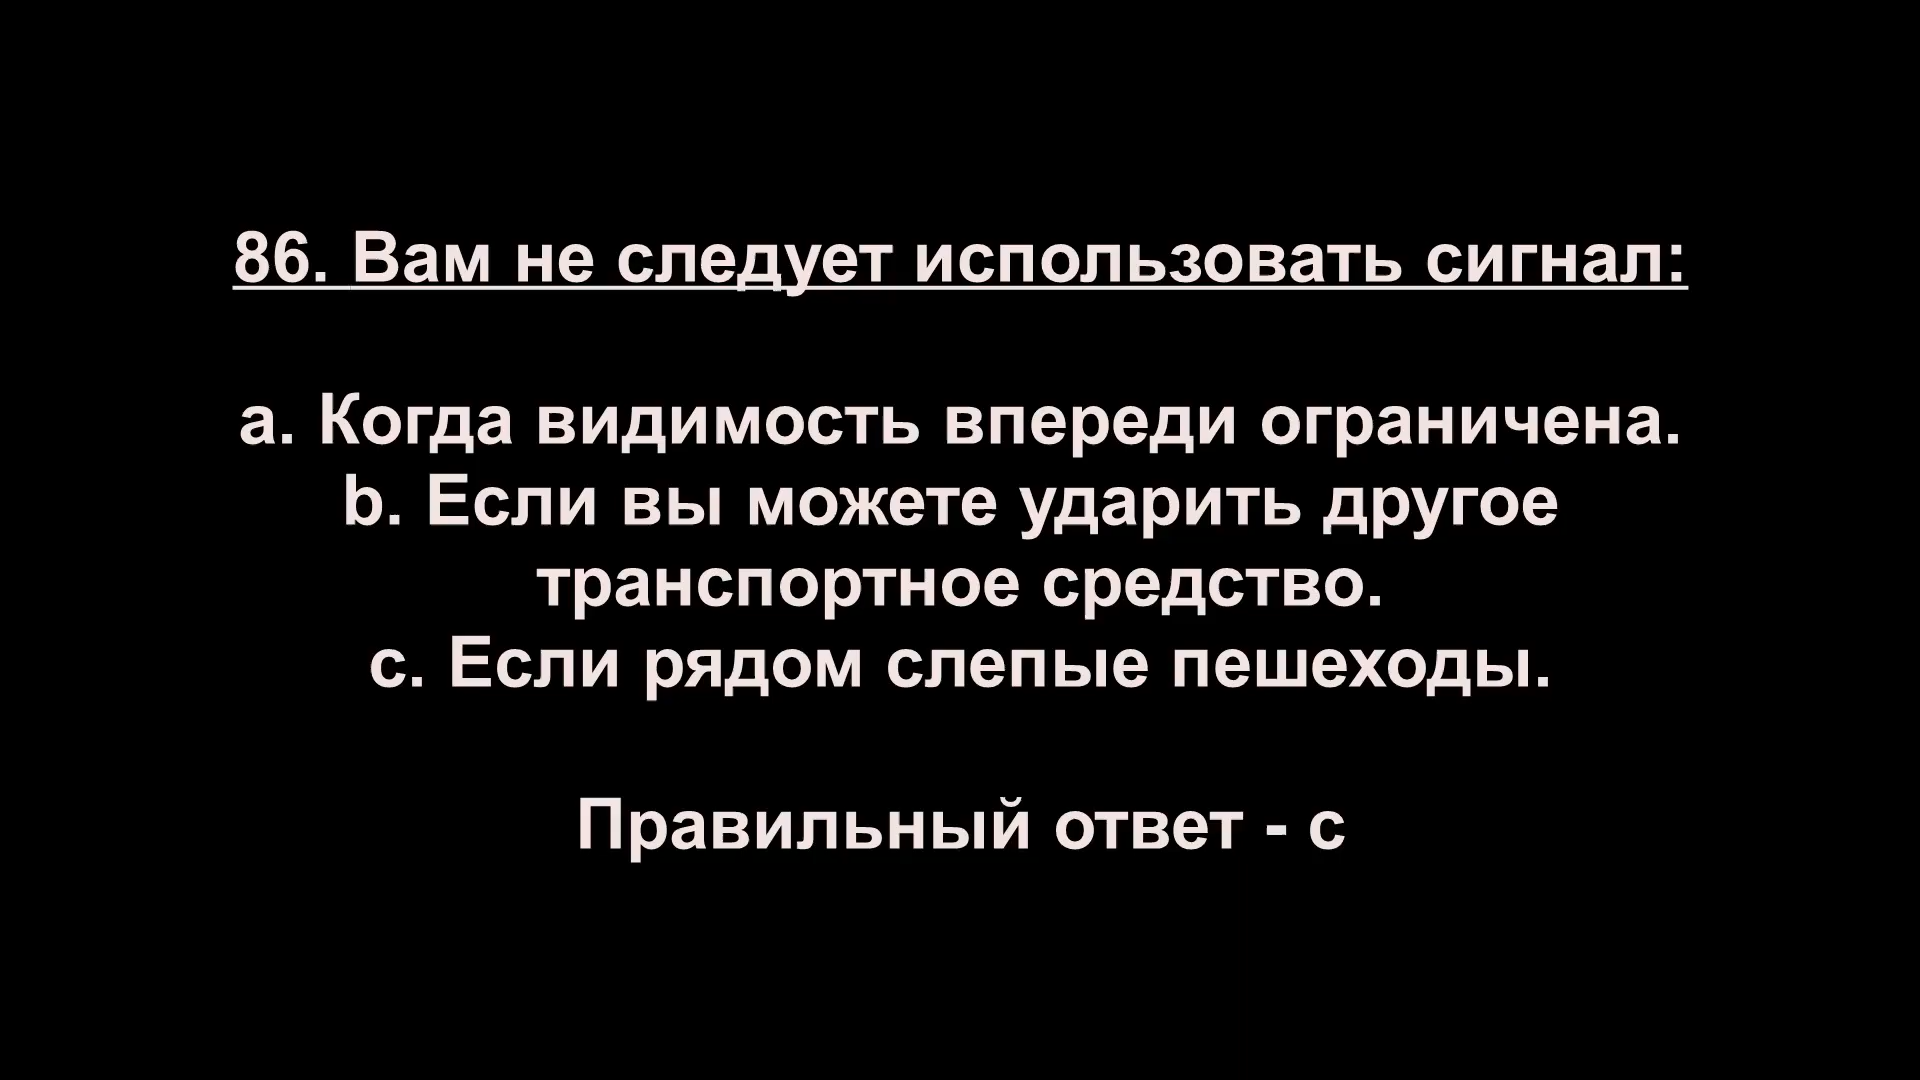 86. Вам не следует использовать сигнал:
a. Когда видимость впереди ограничена.
b. Если вы можете ударить другое
транспортное средство.
c. Если рядом слепые пешеходы.
Правильный ответ - c